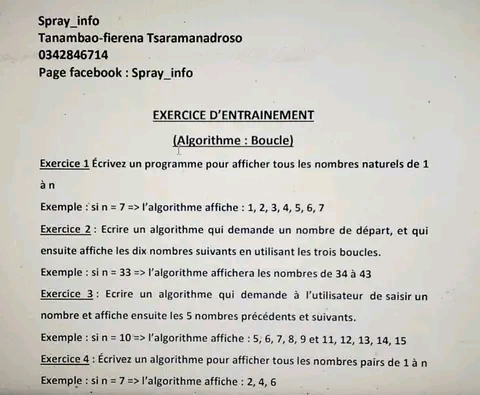 Spray_info
Tanambao-fierena Tsaramanadroso
0342846714
Page facebook : Spray_info
EXERCICE D'ENTRAINEMENT
(Algorithme : Boucle)
Exercice 1 Écrivez un programme pour afficher tous les nombres naturels de 1
à n
Exemple : si n = 7 => l'algorithme affiche : 1, 2, 3, 4, 5, 6, 7
Exercice 2 : Ecrire un algorithme qui demande un nombre de départ, et qui
ensuite affiche les dix nombres suivants en utilisant les trois boucles.
Exemple : si n = 33 => l'algorithme affichera les nombres de 34 à 43
Exercice 3 : Ecrire un algorithme qui demande à l'utilisateur de saisir un
nombre et affiche ensuite les 5 nombres précédents et suivants.
Exemple : si n = 10 => l'algorithme affiche : 5, 6, 7, 8, 9 et 11, 12, 13, 14, 15
Exercice 4 : Écrivez un algorithme pour afficher tous les nombres pairs de 1 à n
Exemple : si n = 7 => l'algorithme affiche : 2, 4, 6